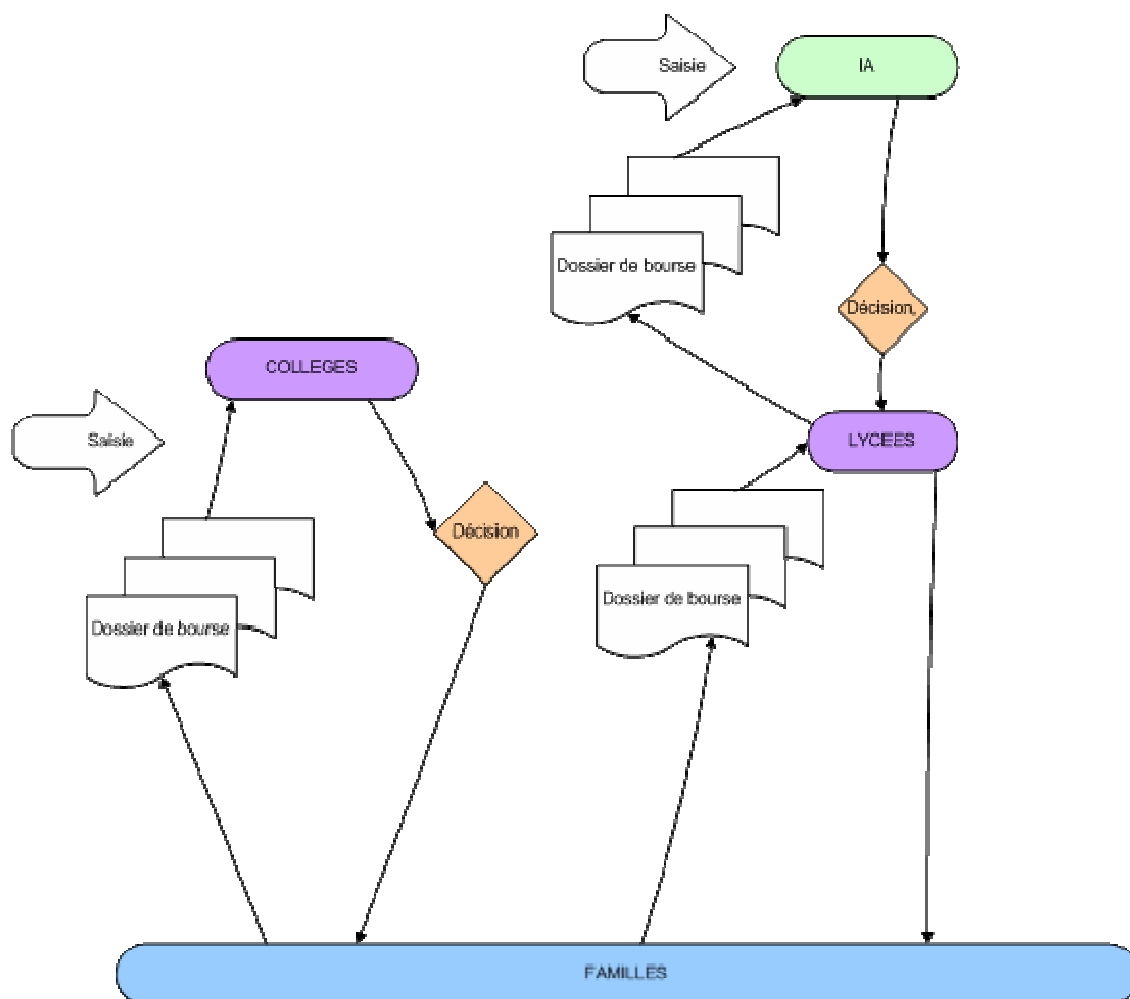 Saisie
IA
Dossier de bourse
Décision,
COLLEGES
Saisie
LYCEES
Décision
Dossier de bourse
Dossier de bourse
FAMILLES